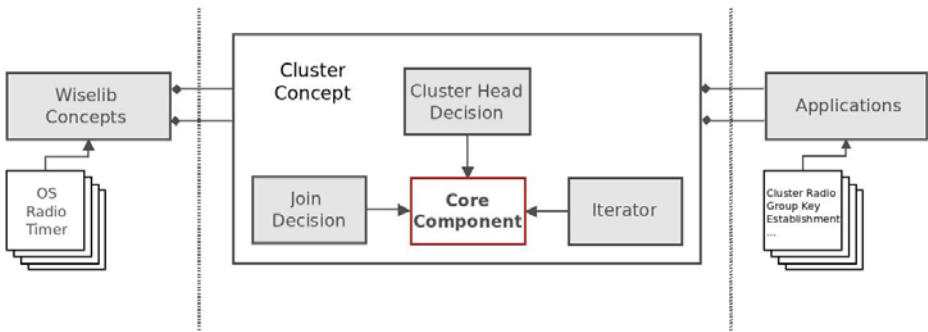 Wiselib
Concepts
OS
Radio
Timer
Cluster
Concept
Cluster Head
Decision
Join
Decision
Core
Component
Iterator
Applications
Cluster Radio
Group Key
Establishment
...